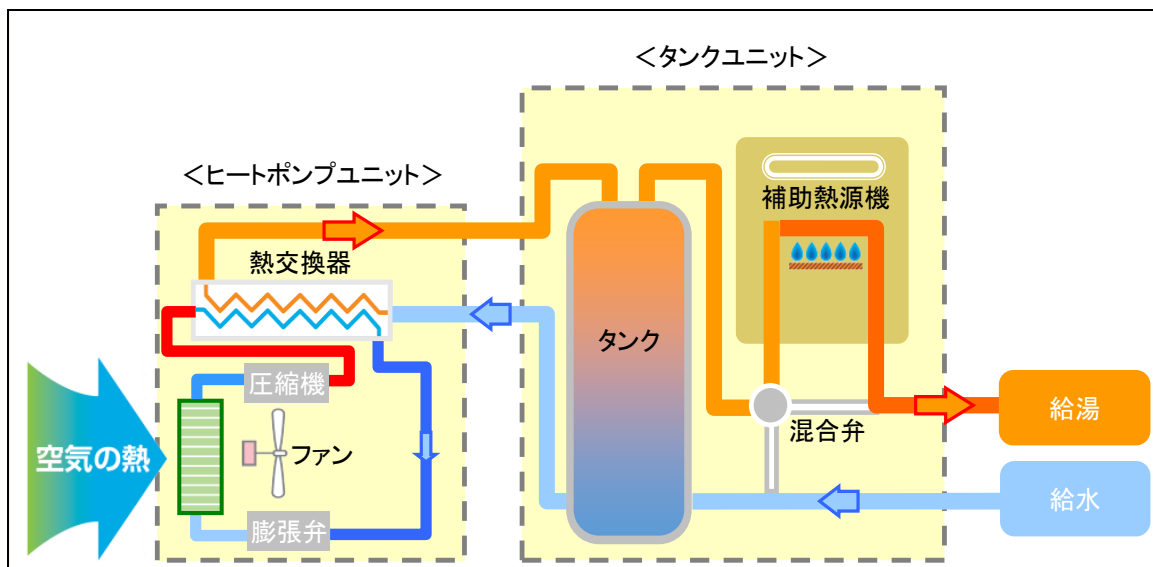 ＜タンクユニット＞
＜ヒートポンプユニット＞
補助熱源機
熱交換器
タンク
圧縮機
給湯
混合弁
空気の熱
ファン
給水
膨張弁